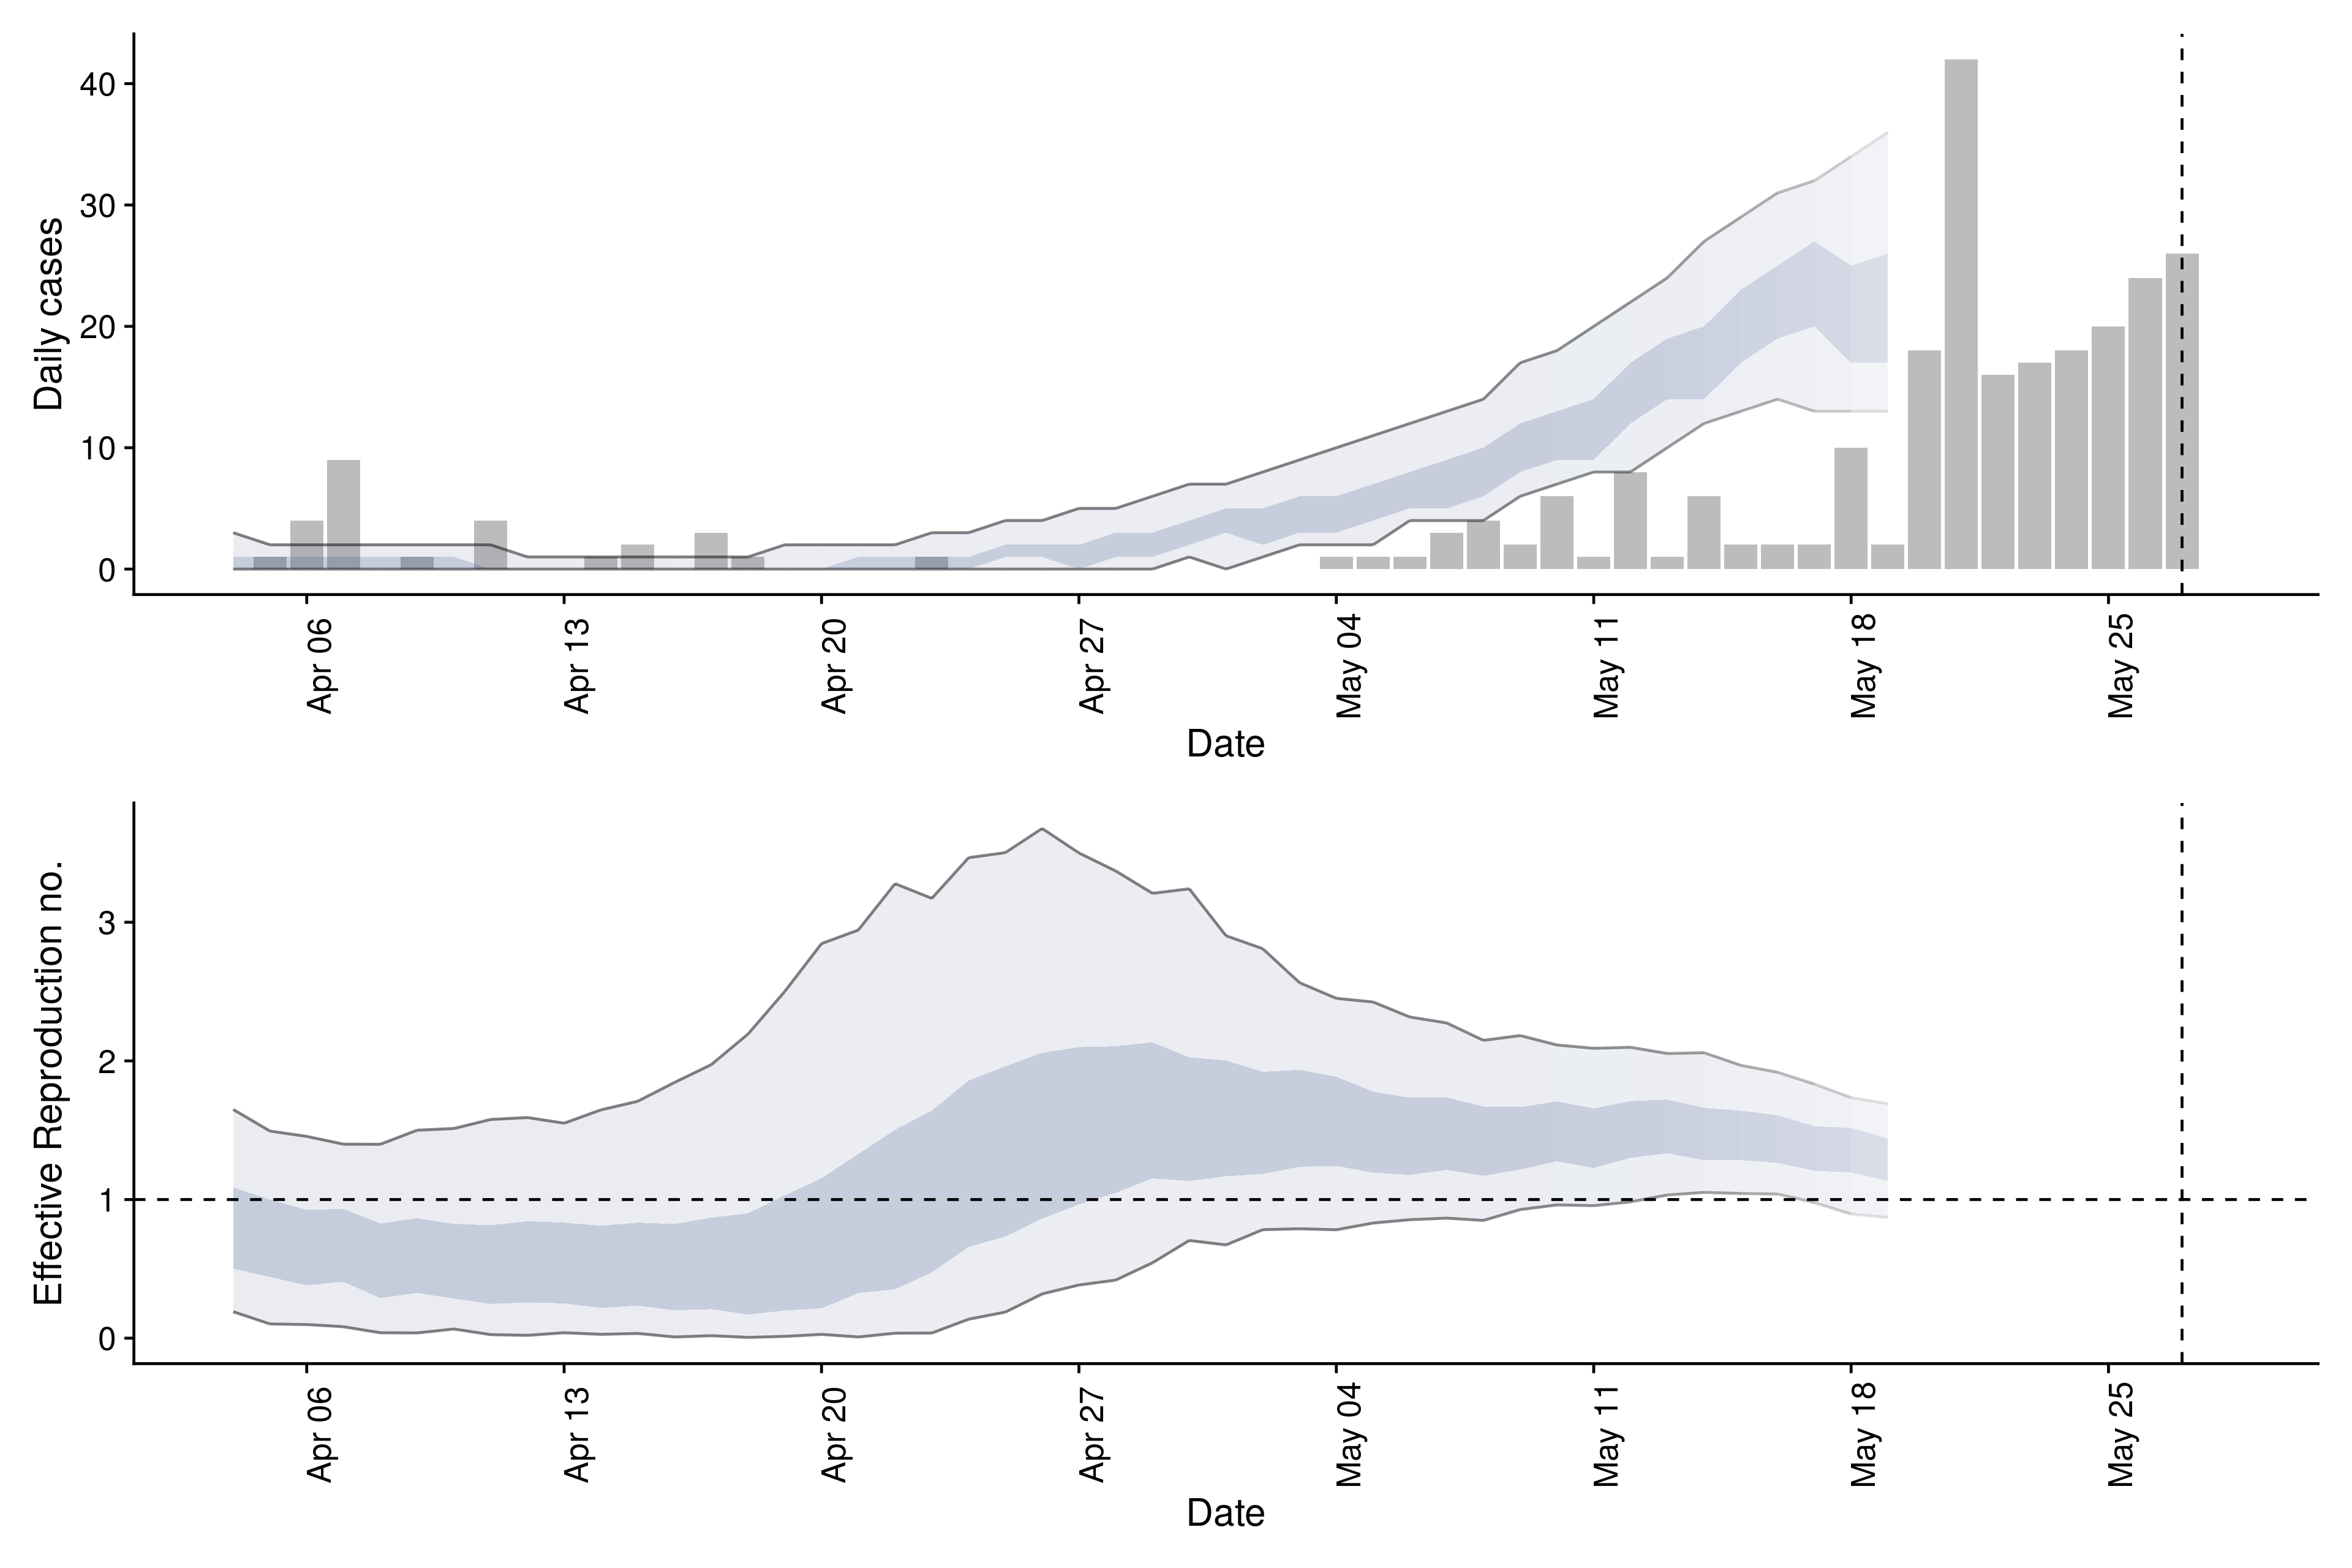 Daily cases
40
30
20
10
0
Apr 06
Apr 13
Apr 20
Apr 27
May 04
May 11
May 18
May 25
Date
Effective Reproduction no.
3
2
1
0
Apr 06
Apr 13
Apr 20
Apr 27
May 04
May 11
May 18
May 25
Date